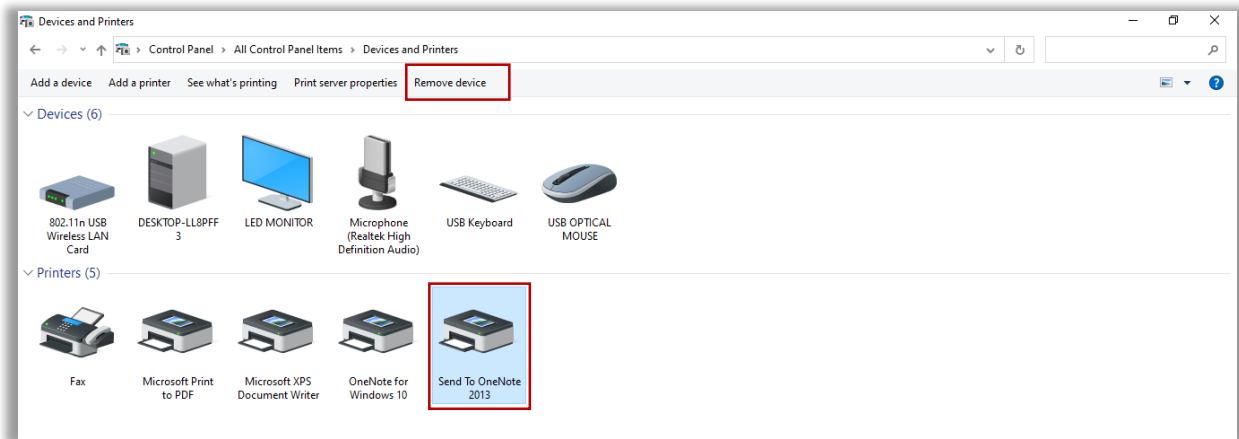 Devices and Printers
Control Panel > All Control Panel Items > Devices and Printers
Add a device Add a printer See what's printing Print server properties Remove device
Devices (6)
802.11n USB Wireless LAN Card
DESKTOP-LL8PFF3
LED MONITOR
Microphone (Realtek High Definition Audio)
USB Keyboard
USB OPTICAL MOUSE
Printers (5)
Fax
Microsoft Print to PDF
Microsoft XPS Document Writer
OneNote for Windows 10
Send To OneNote 2013